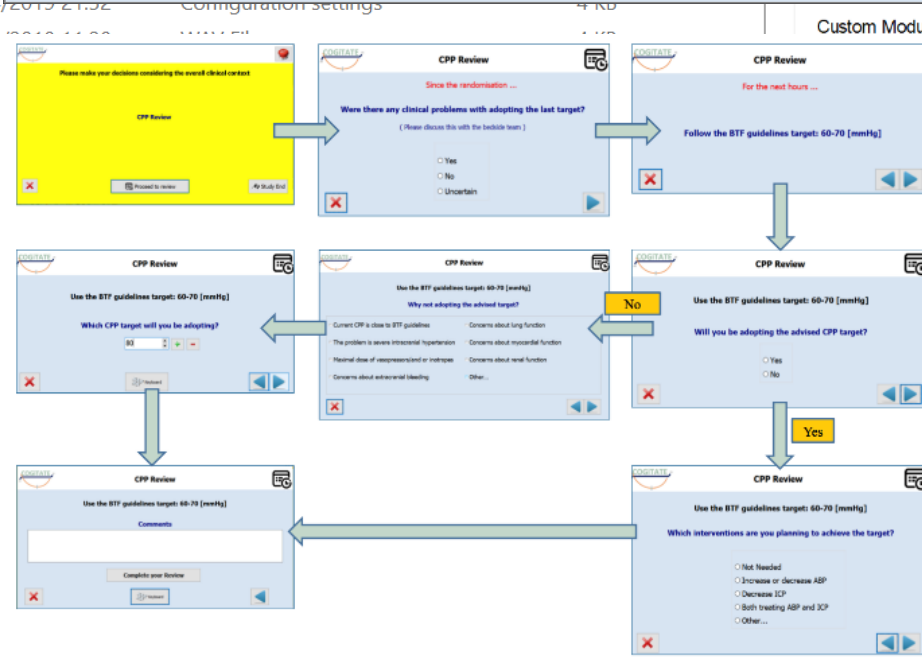 Configuration settings
4 KB
Custom Modu
COGITATE
Please make your decisions considering the overall clinical context
CPP Review
Proceed to review
Study End
COGITATE
CPP Review
Since the randomisation ...
Were there any clinical problems with adopting the last target?
( Please discuss this with the bedside team )
Yes
No
Uncertain
COGITATE
CPP Review
For the next hours ...
Follow the BTF guidelines target: 60-70 [mmHg]
COGITATE
CPP Review
Use the BTF guidelines target: 60-70 [mmHg]
Which CPP target will you be adopting?
80
Keyboard
COGITATE
CPP Review
Use the BTF guidelines target: 60-70 [mmHg]
Why not adopting the advised target?
Current CPP is close to BTF guidelines
Concerns about lung function
The problem is severe intracranial hypertension
Concerns about myocardial function
Maximal dose of vasopressors/and or inotropes
Concerns about renal function
Concerns about extracranial bleeding
Other...
No
COGITATE
CPP Review
Use the BTF guidelines target: 60-70 [mmHg]
Will you be adopting the advised CPP target?
Yes
No
Yes
COGITATE
CPP Review
Use the BTF guidelines target: 60-70 [mmHg]
Comments
Complete your Review
Keyboard
COGITATE
CPP Review
Use the BTF guidelines target: 60-70 [mmHg]
Which interventions are you planning to achieve the target?
Not Needed
Increase or decrease ABP
Decrease ICP
Both treating ABP and ICP
Other...